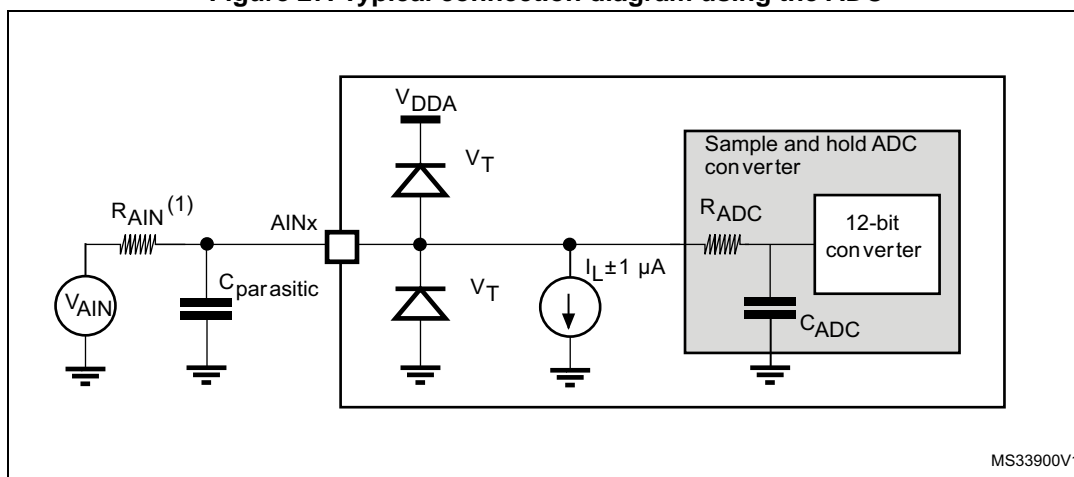 Figure 27. Typical connection diagram using the ADC
VDDA
VT
Sample and hold ADC
converter
RAIN(1)
AINx
RADC
12-bit
converter
IL±1 µA
Cparasitic
VT
VAIN
CADC
MS33900V1